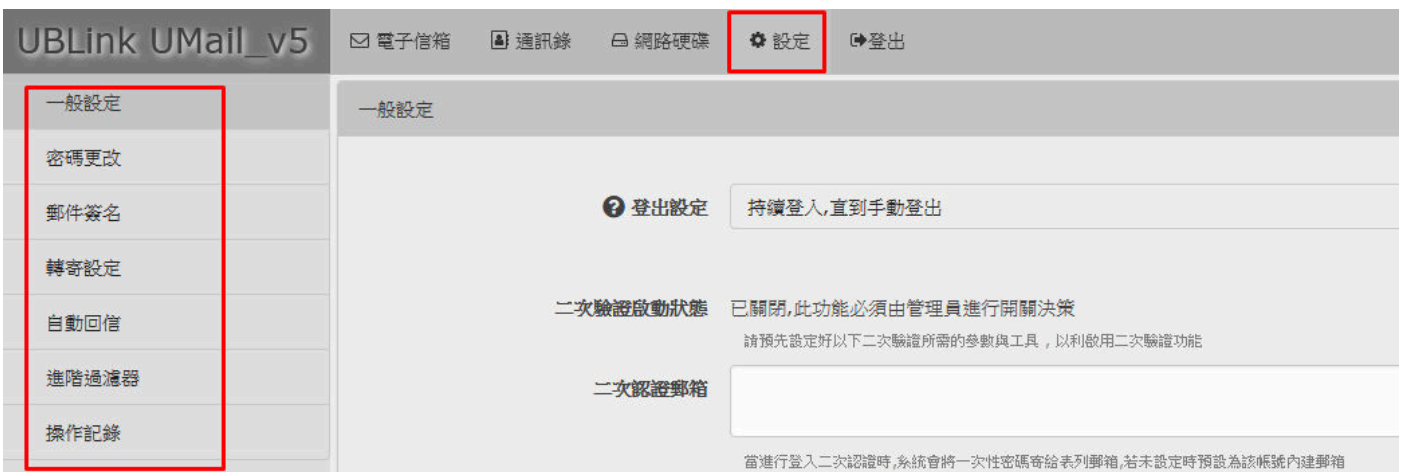 UBLink UMail_v5
電子信箱
通訊錄
網路硬碟
設定
登出
一般設定
密碼更改
郵件簽名
轉寄設定
自動回信
進階過濾器
操作記錄
一般設定
登出設定
持續登入,直到手動登出
二次驗證啟動狀態
已關閉,此功能必須由管理員進行開關決策
請預先設定好以下二次驗證所需的參數與工具，以利啟用二次驗證功能
二次認證郵箱
當進行登入二次認證時,系統會將一次性密碼寄給表列郵箱,若未設定時預設為該帳號內建郵箱